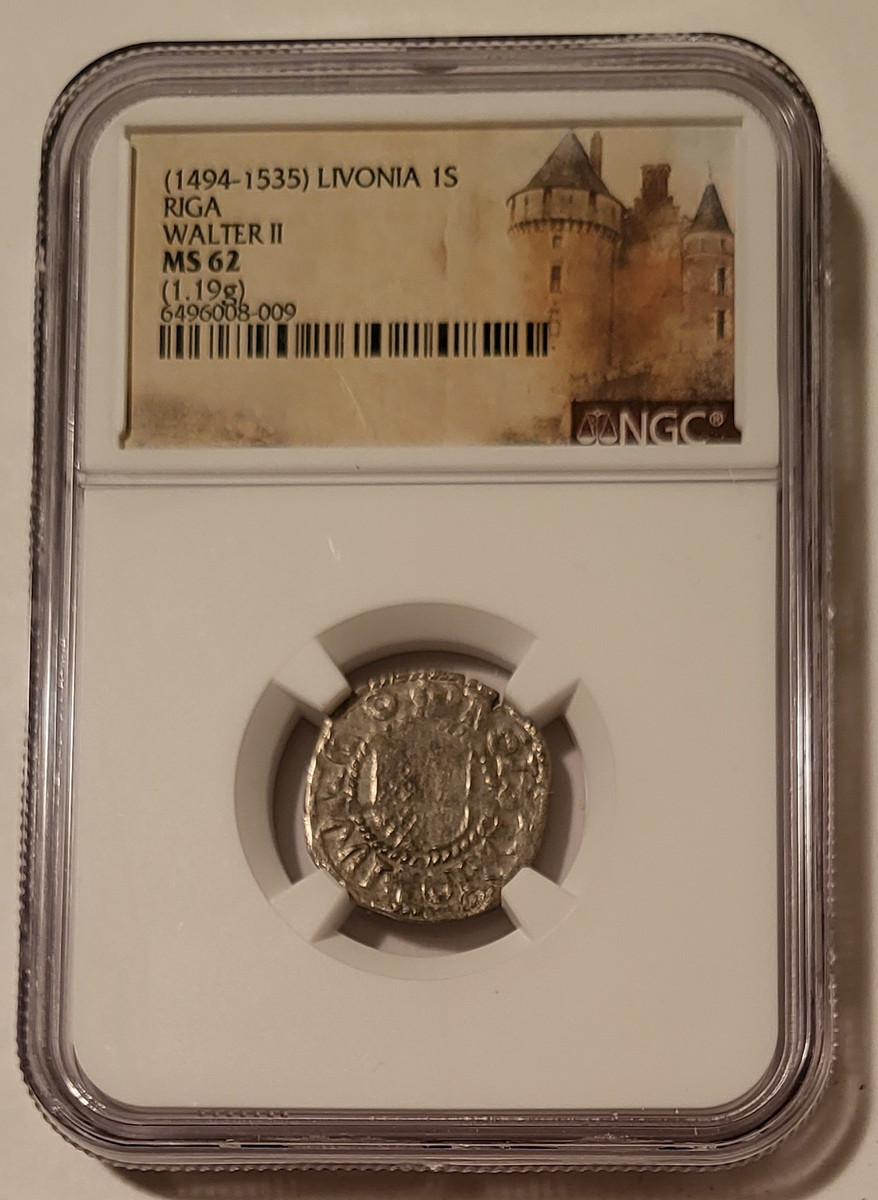 (1494-1535) LIVONIA 1S
RIGA
WALTER II
MS 62
(1.19g)
6496008-009
NGC®